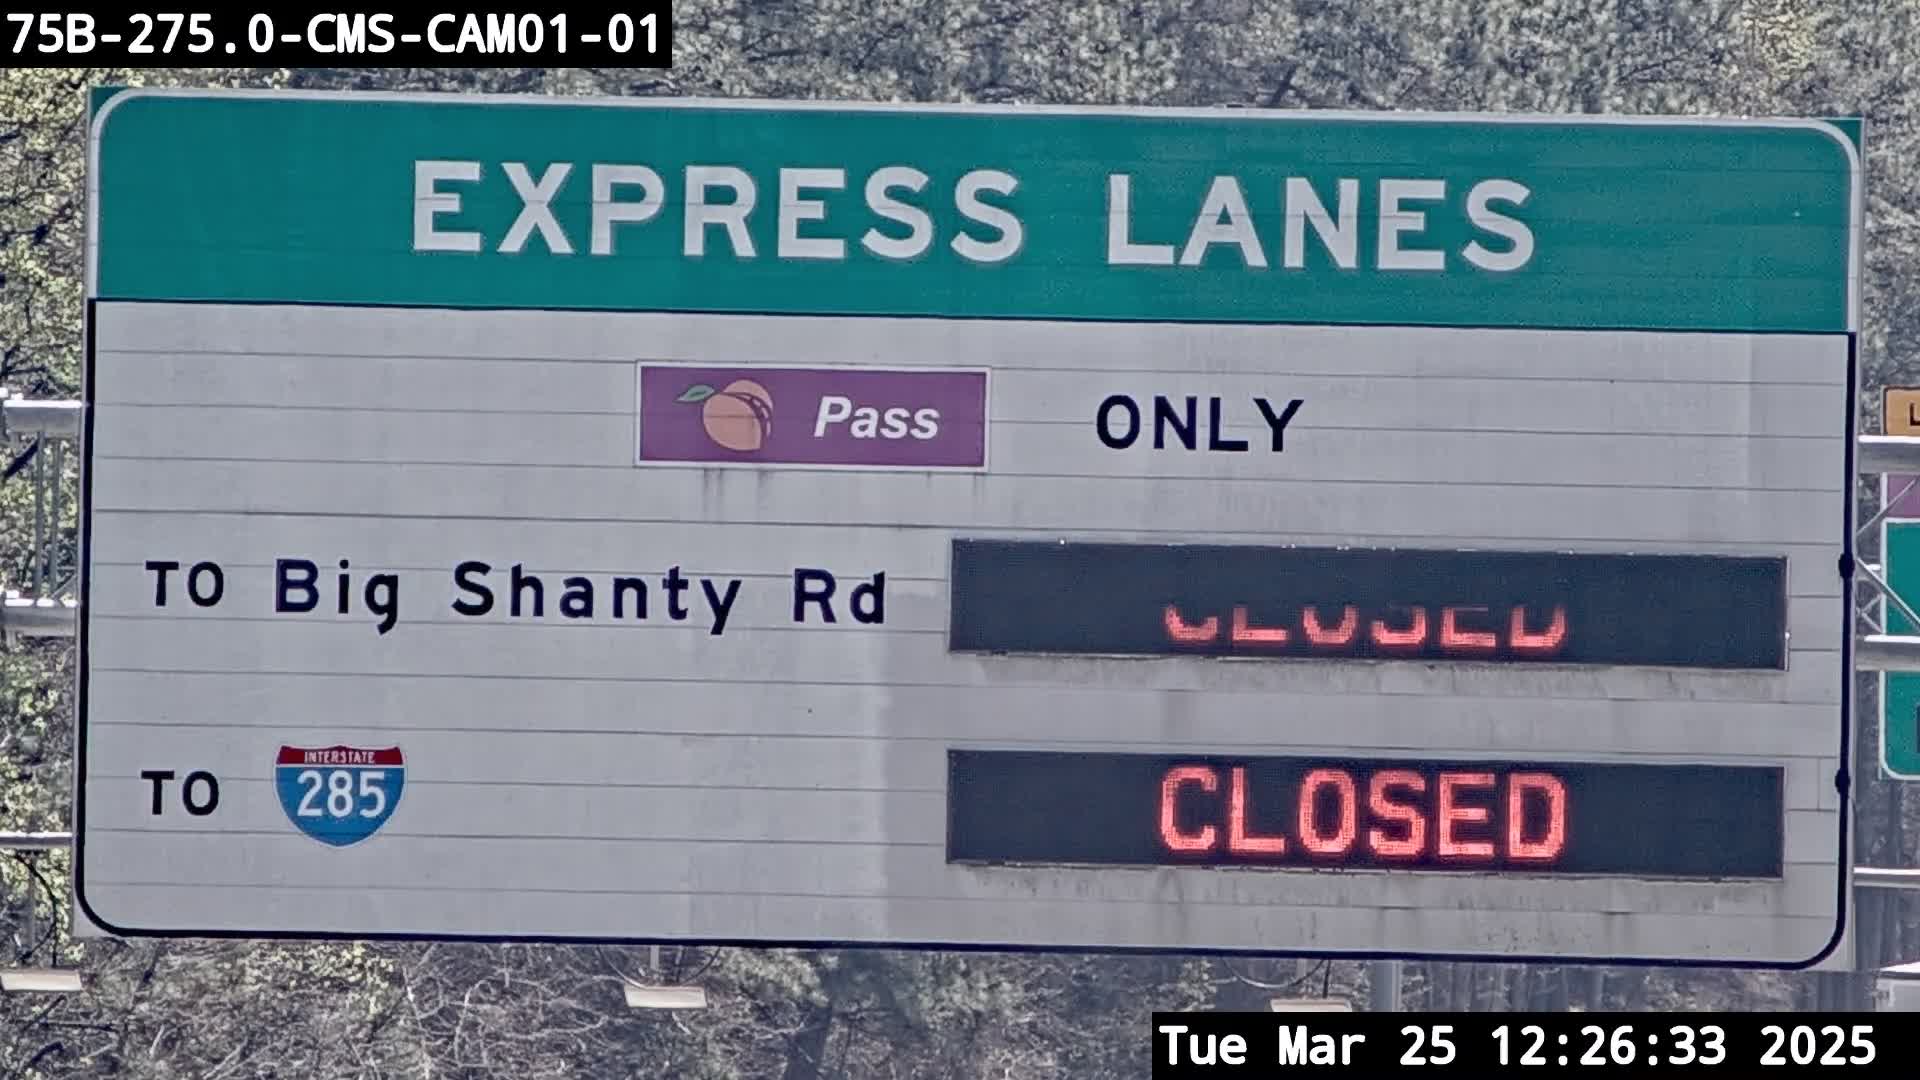 75B-275.0-CMS-CAM01-01
EXPRESS LANES
Pass ONLY
TO Big Shanty Rd CLOSED
INTERSTATE
TO 285 CLOSED
Tue Mar 25 12:26:33 2025